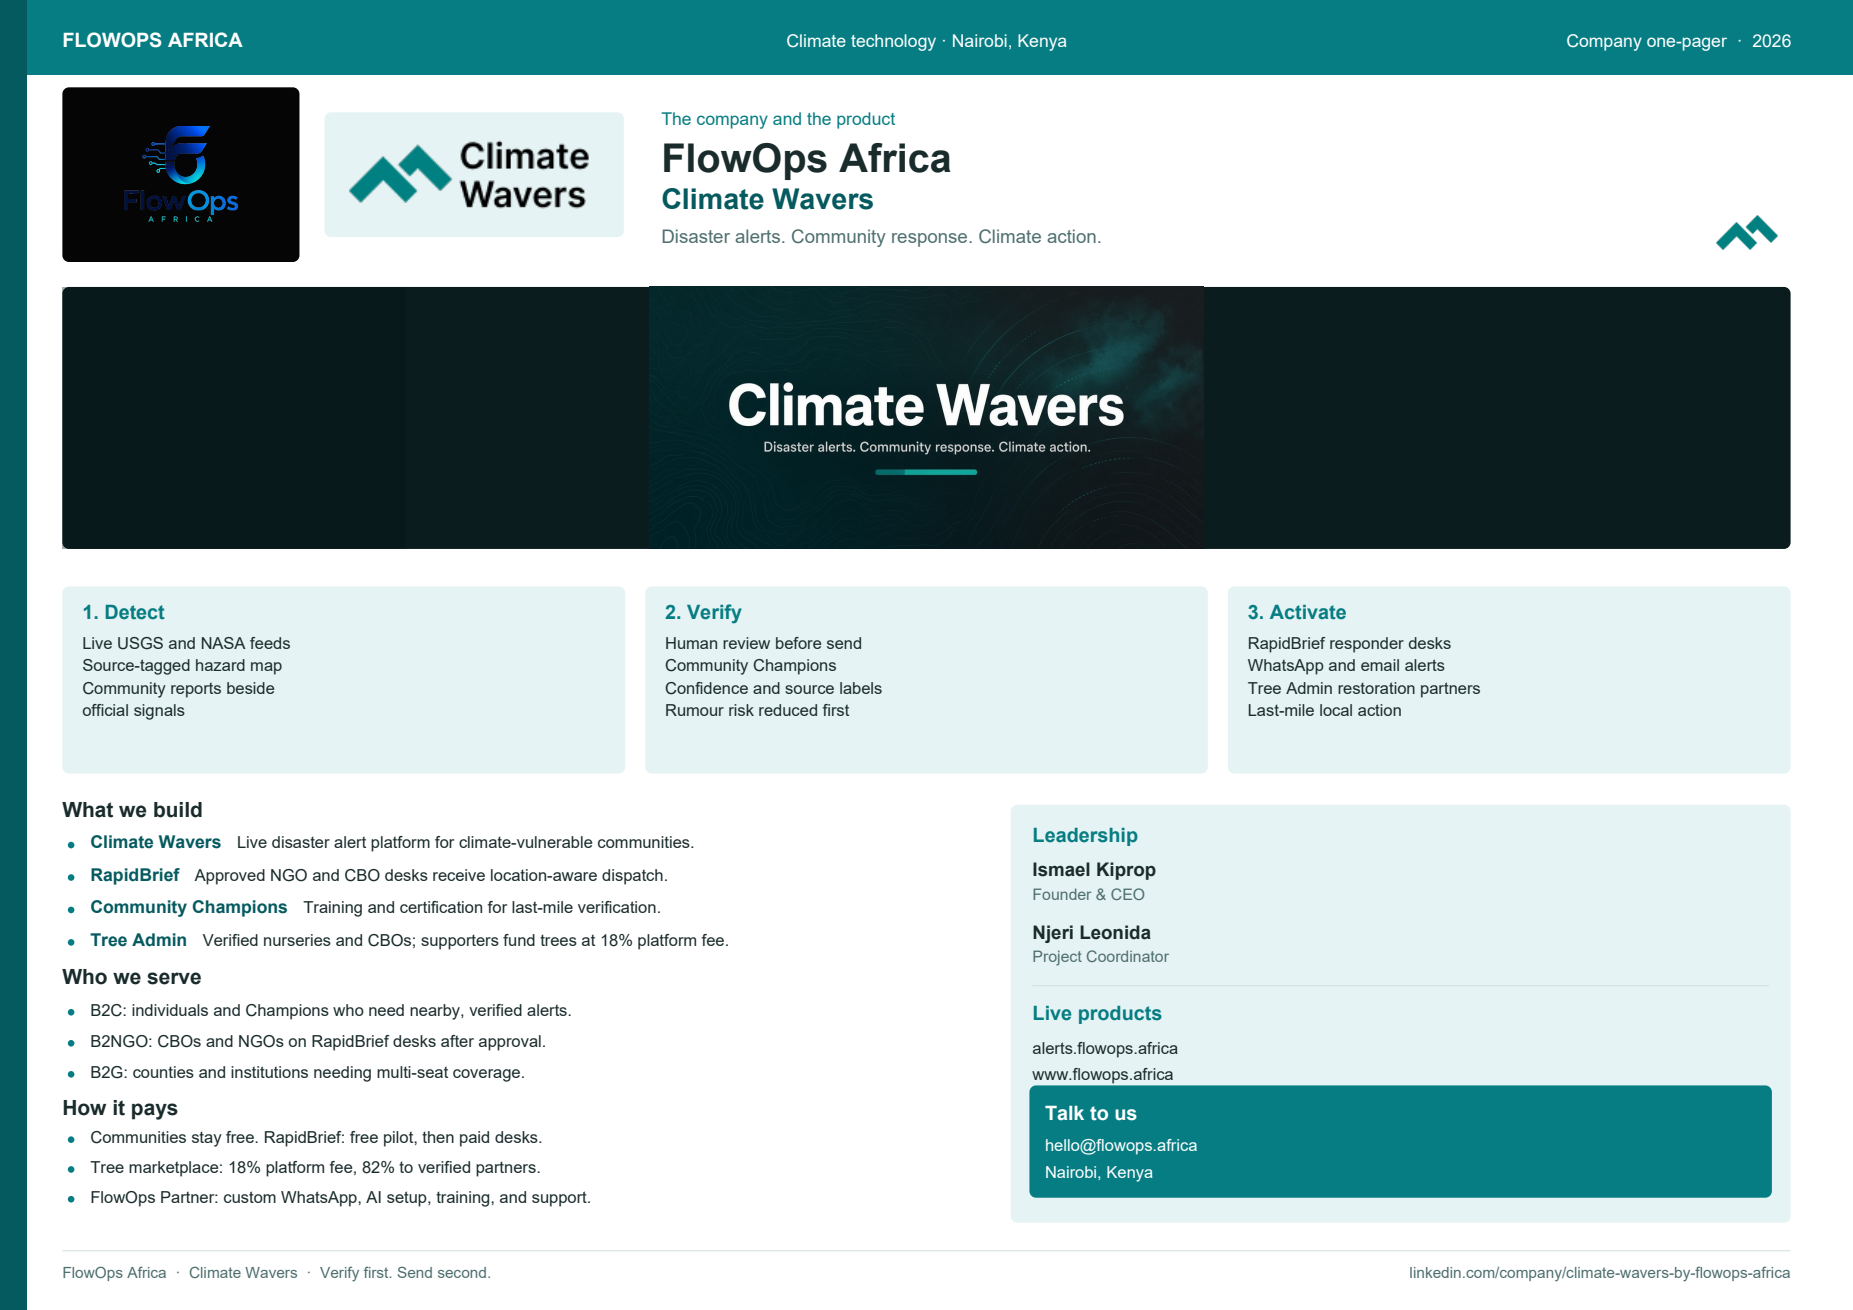 FLOWOPS AFRICA
Climate technology · Nairobi, Kenya
Company one-pager · 2026
FlowOps
AFRICA
Climate
Wavers
The company and the product
FlowOps Africa
Climate Wavers
Disaster alerts. Community response. Climate action.
Climate Wavers
Disaster alerts. Community response. Climate action.
1. Detect
Live USGS and NASA feeds
Source-tagged hazard map
Community reports beside
official signals
2. Verify
Human review before send
Community Champions
Confidence and source labels
Rumour risk reduced first
3. Activate
RapidBrief responder desks
WhatsApp and email alerts
Tree Admin restoration partners
Last-mile local action
What we build
• Climate Wavers Live disaster alert platform for climate-vulnerable communities.
• RapidBrief Approved NGO and CBO desks receive location-aware dispatch.
• Community Champions Training and certification for last-mile verification.
• Tree Admin Verified nurseries and CBOs; supporters fund trees at 18% platform fee.
Who we serve
• B2C: individuals and Champions who need nearby, verified alerts.
• B2NGO: CBOs and NGOs on RapidBrief desks after approval.
• B2G: counties and institutions needing multi-seat coverage.
How it pays
• Communities stay free. RapidBrief: free pilot, then paid desks.
• Tree marketplace: 18% platform fee, 82% to verified partners.
• FlowOps Partner: custom WhatsApp, AI setup, training, and support.
Leadership
Ismael Kiprop
Founder & CEO
Njeri Leonida
Project Coordinator
Live products
alerts.flowops.africa
www.flowops.africa
Talk to us
hello@flowops.africa
Nairobi, Kenya
FlowOps Africa · Climate Wavers · Verify first. Send second.
linkedin.com/company/climate-wavers-by-flowops-africa